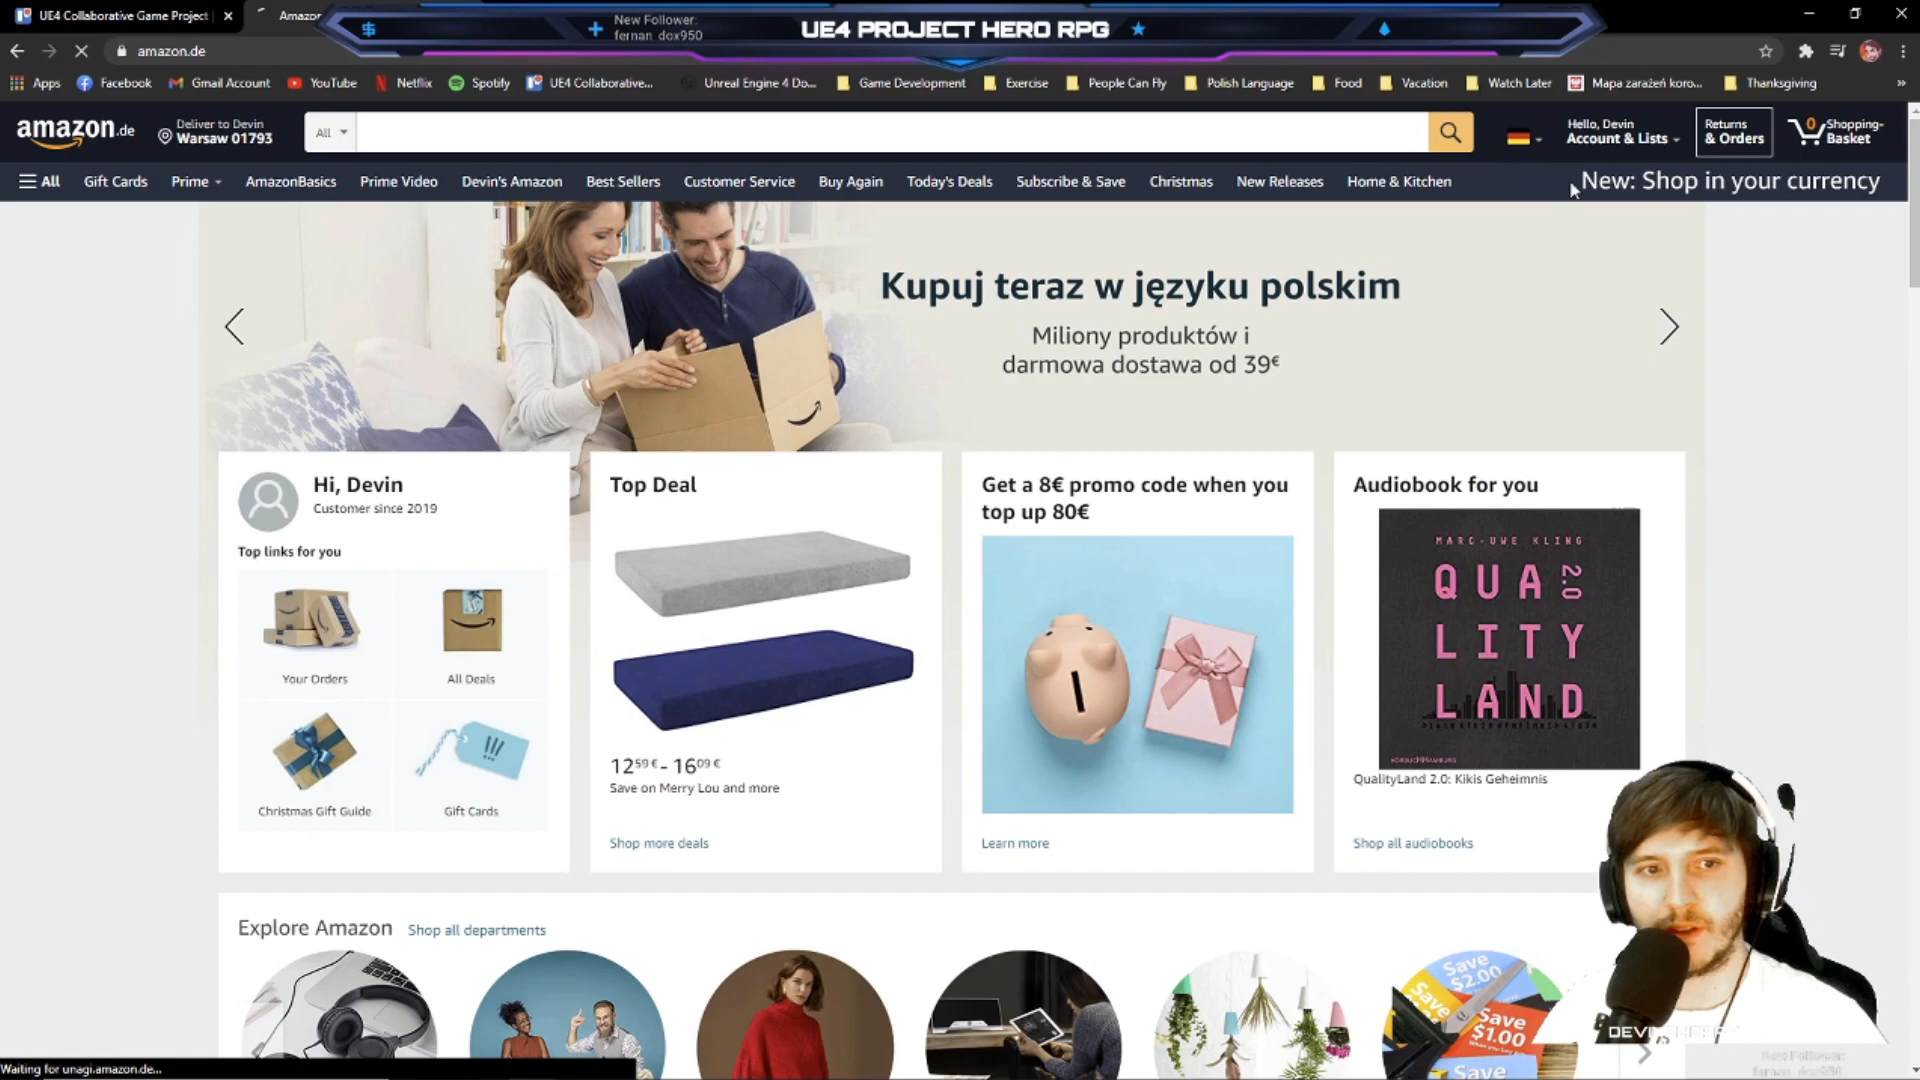 UE4 Collaborative Game Project |
Amazon
New Follower:
fernan_dox950
UE4 PROJECT HERO RPG
amazon.de
Apps
Facebook
Gmail Account
YouTube
Netflix
Spotify
UE4 Collaborative...
Unreal Engine 4 Do...
Game Development
Exercise
People Can Fly
Polish Language
Food
Vacation
Watch Later
Mapa zarażeń koro...
Thanksgiving
amazon.de
Deliver to Devin
Warsaw 01793
All
Hello, Devin
Account & Lists
Returns
& Orders
0
Shopping-
Basket
All
Gift Cards
Prime
AmazonBasics
Prime Video
Devin's Amazon
Best Sellers
Customer Service
Buy Again
Today's Deals
Subscribe & Save
Christmas
New Releases
Home & Kitchen
New: Shop in your currency
Kupuj teraz w języku polskim
Miliony produktów i
darmowa dostawa od 39€
Hi, Devin
Customer since 2019
Top links for you
Your Orders
All Deals
Christmas Gift Guide
Gift Cards
Top Deal
1259 € - 1609 €
Save on Merry Lou and more
Shop more deals
Get a 8€ promo code when you
top up 80€
Learn more
Audiobook for you
MARC-UWE KLING
QUA 2.0
LITY
LAND
QualityLand 2.0: Kikis Geheimnis
Shop all audiobooks
Explore Amazon
Shop all departments
Save
$2.00
Save
Save
$1.00
Save
New Follower:
fernan_dox950
Waiting for unagi.amazon.de...